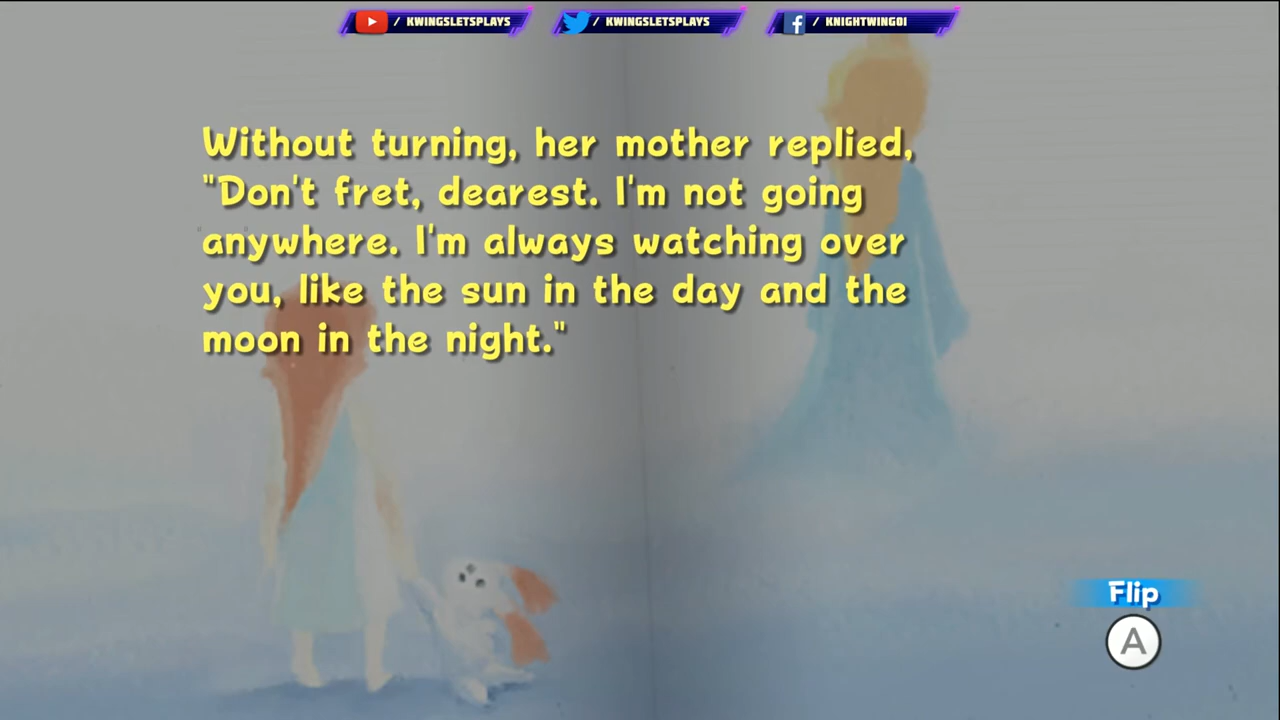 / KWINGSLETSPLAYS / KWINGSLETSPLAYS / KNIGHTWING01
Without turning, her mother replied,
"Don't fret, dearest. I'm not going
anywhere. I'm always watching over
you, like the sun in the day and the
moon in the night."
Flip
A